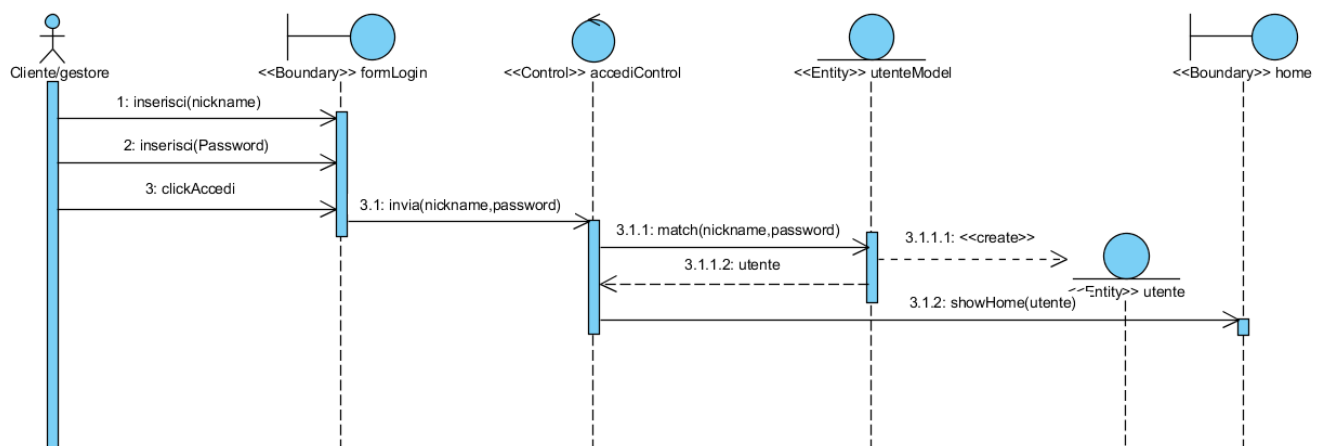 Cliente/gestore
<<Boundary>> formLogin
<<Control>> accediControl
<<Entity>> utenteModel
<<Boundary>> home
1: inserisci(nickname)
2: inserisci(Password)
3: clickAccedi
3.1: invia(nickname,password)
3.1.1: match(nickname,password)
3.1.1.1: <<create>>
3.1.1.2: utente
<<Entity>> utente
3.1.2: showHome(utente)